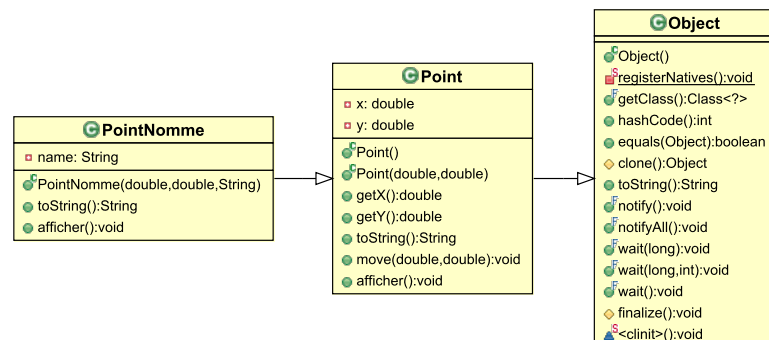 PointNomme
name: String
PointNomme(double,double,String)
toString():String
afficher():void
Point
x: double
y: double
Point()
Point(double,double)
getX():double
getY():double
toString():String
move(double,double):void
afficher():void
Object
Object()
registerNatives():void
getClass():Class<?>
hashCode():int
equals(Object):boolean
clone():Object
toString():String
notify():void
notifyAll():void
wait(long):void
wait(long,int):void
wait():void
finalize():void
<clinit>():void